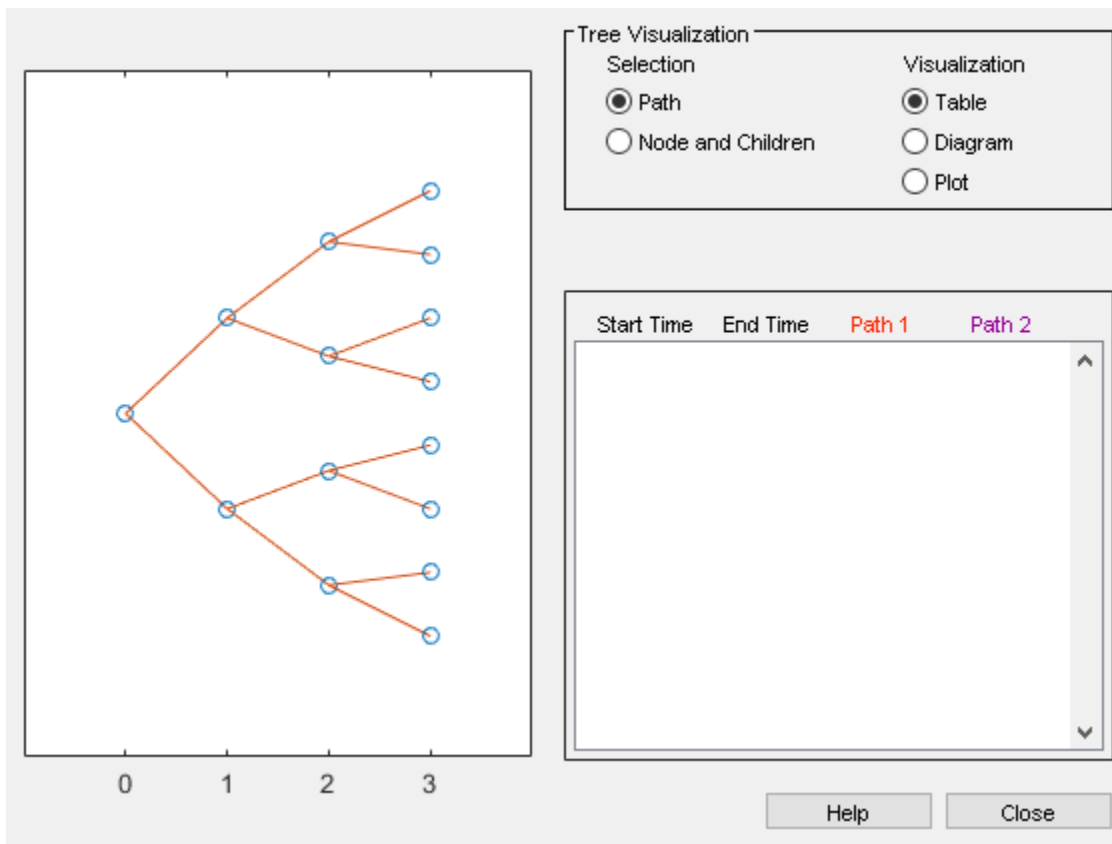 Tree Visualization
Selection Visualization
Path Table
Node and Children Diagram
Plot
Start Time End Time Path 1 Path 2
0 1 2 3
Help Close